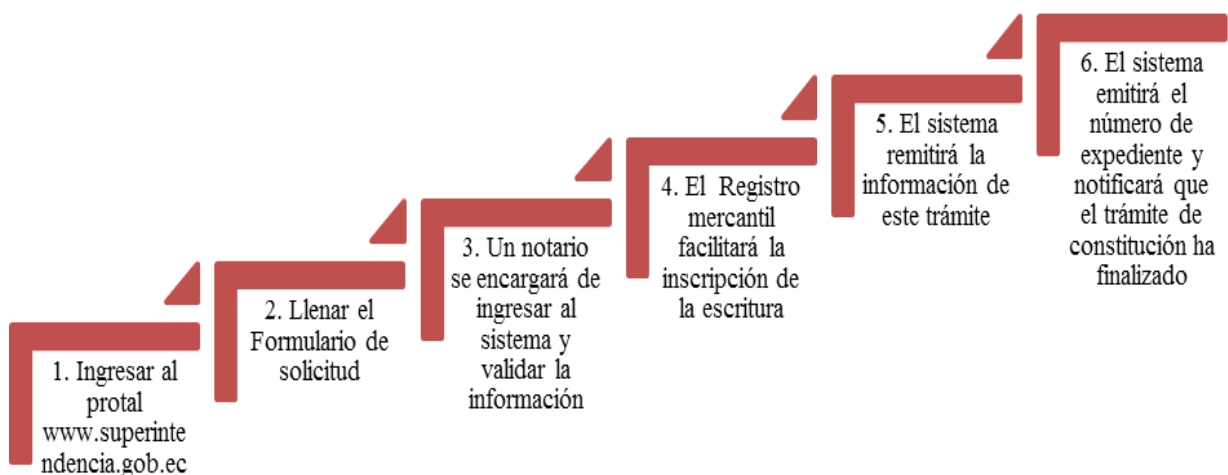 1. Ingresar al
protal
www.superinte
ndencia.gob.ec
2. Llenar el
Formulario de
solicitud
3. Un notario
se encargará de
ingresar al
sistema y
validar la
información
4. El Registro
mercantil
facilitará la
inscripción de
la escritura
5. El sistema
remitirá la
información de
este trámite
6. El sistema
emitirá el
número de
expediente y
notificará que
el trámite de
constitución ha
finalizado